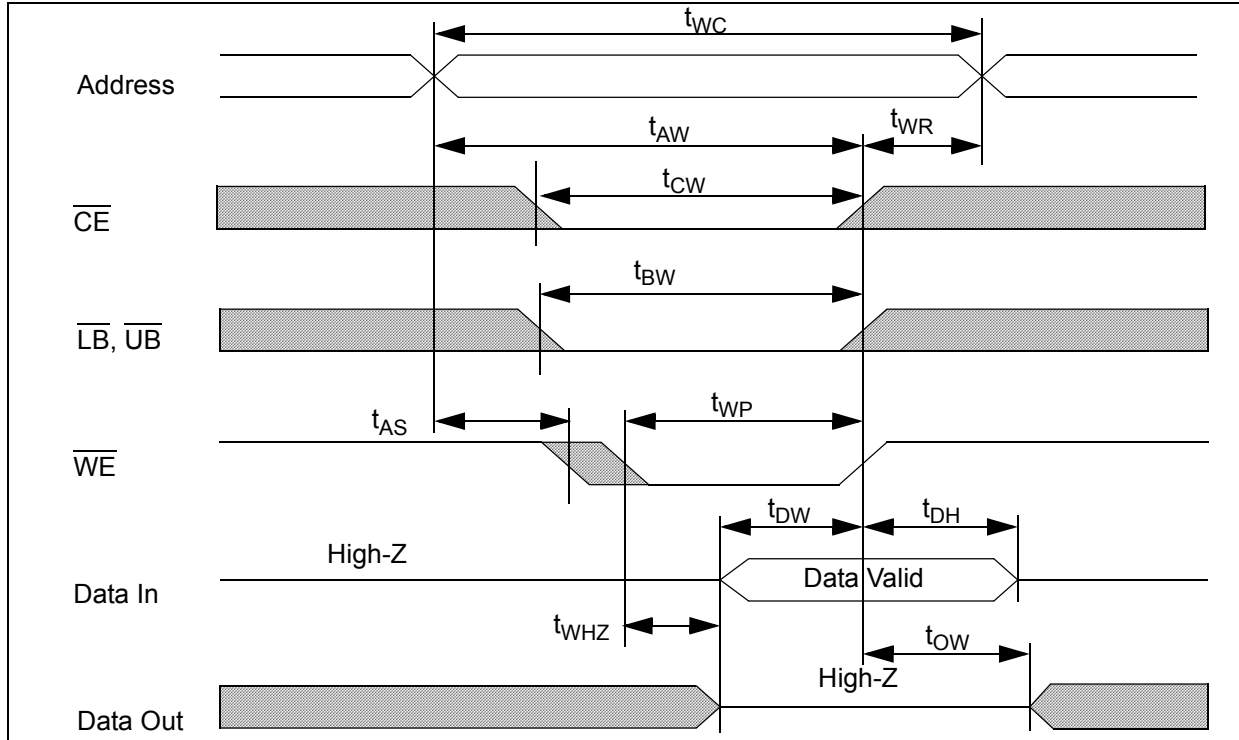 tWC
Address
tAW
tWR
tCW
CE
tBW
LB, UB
tAS
tWP
WE
tDW
tDH
High-Z
Data Valid
Data In
tWHZ
tOW
High-Z
Data Out